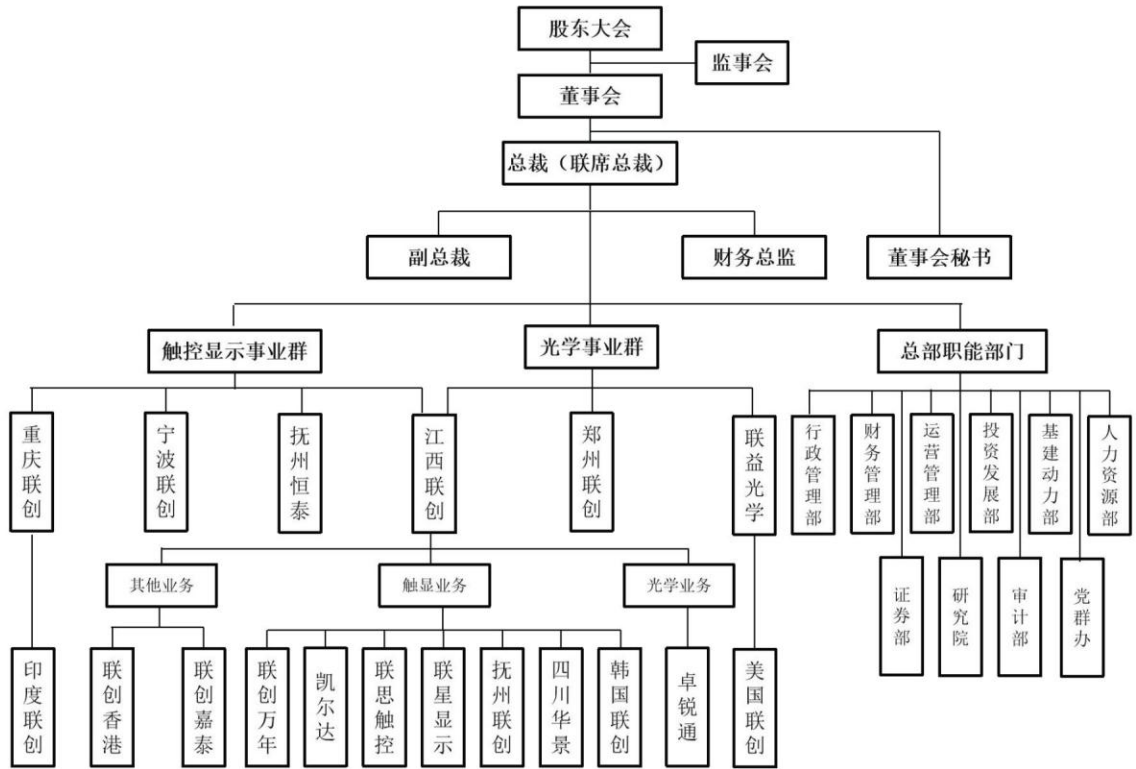 股东大会
监事会
董事会
总裁（联席总裁）
副总裁
财务总监
董事会秘书
触控显示事业群
光学事业群
总部职能部门
重庆联创
宁波联创
抚州恒泰
江西联创
郑州联创
联益光学
行政管理部
财务管理部
运营管理部
投资发展部
基建动力部
人力资源部
其他业务
触显业务
光学业务
证券部
研究院
审计部
党群办
印度联创
联创香港
联创嘉泰
联创万年
凯尔达
联思触控
联星显示
抚州联创
四川华景
韩国联创
卓锐通
美国联创